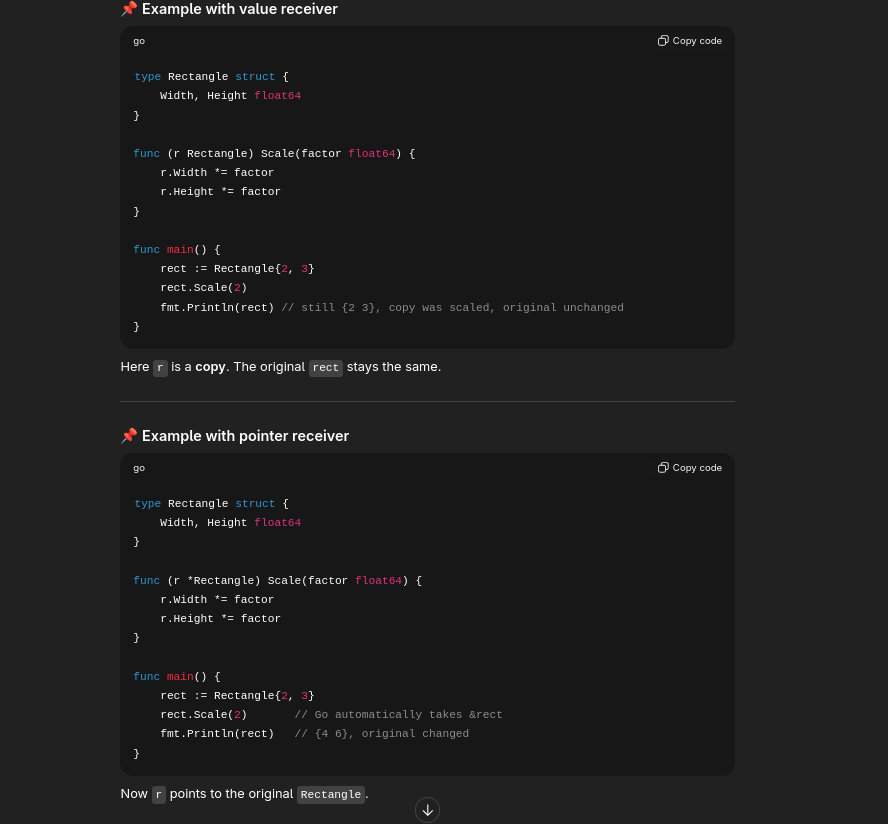 📌 Example with value receiver
go Copy code
type Rectangle struct {
    Width, Height float64
}
func (r Rectangle) Scale(factor float64) {
    r.Width *= factor
    r.Height *= factor
}
func main() {
    rect := Rectangle{2, 3}
    rect.Scale(2)
    fmt.Println(rect) // still {2 3}, copy was scaled, original unchanged
}
Here r is a copy. The original rect stays the same.
📌 Example with pointer receiver
go Copy code
type Rectangle struct {
    Width, Height float64
}
func (r *Rectangle) Scale(factor float64) {
    r.Width *= factor
    r.Height *= factor
}
func main() {
    rect := Rectangle{2, 3}
    rect.Scale(2)       // Go automatically takes &rect
    fmt.Println(rect)   // {4 6}, original changed
}
Now r points to the original Rectangle.